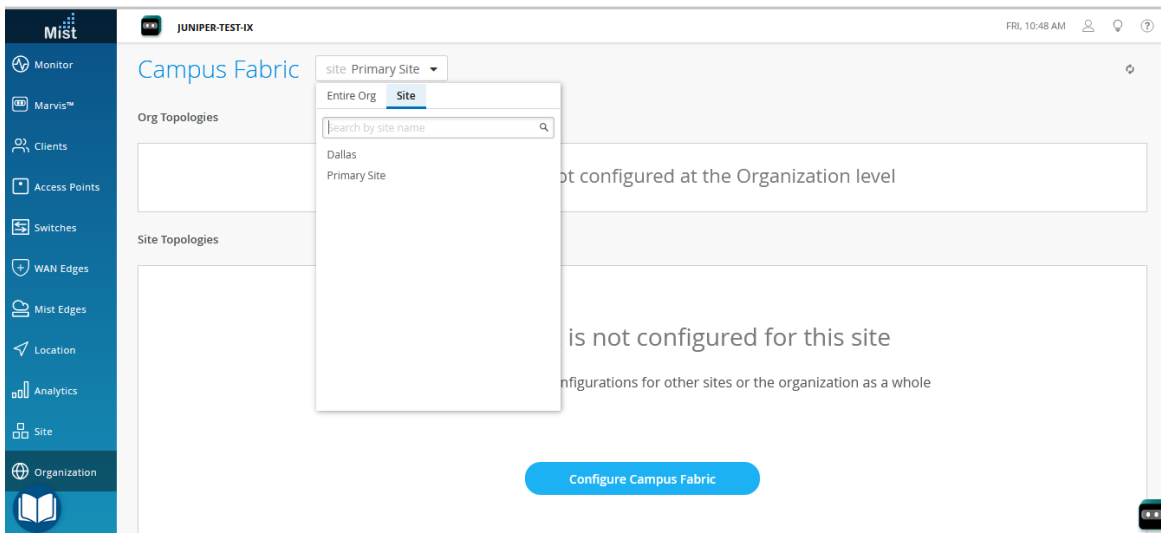 Mist
JUNIPER-TEST-IX
FRI, 10:48 AM
Monitor
Marvis™
Clients
Access Points
Switches
WAN Edges
Mist Edges
Location
Analytics
Site
Organization
Campus Fabric
site Primary Site
Entire Org Site
Search by site name
Dallas
Primary Site
Org Topologies
ot configured at the Organization level
Site Topologies
is not configured for this site
nfigurations for other sites or the organization as a whole
Configure Campus Fabric